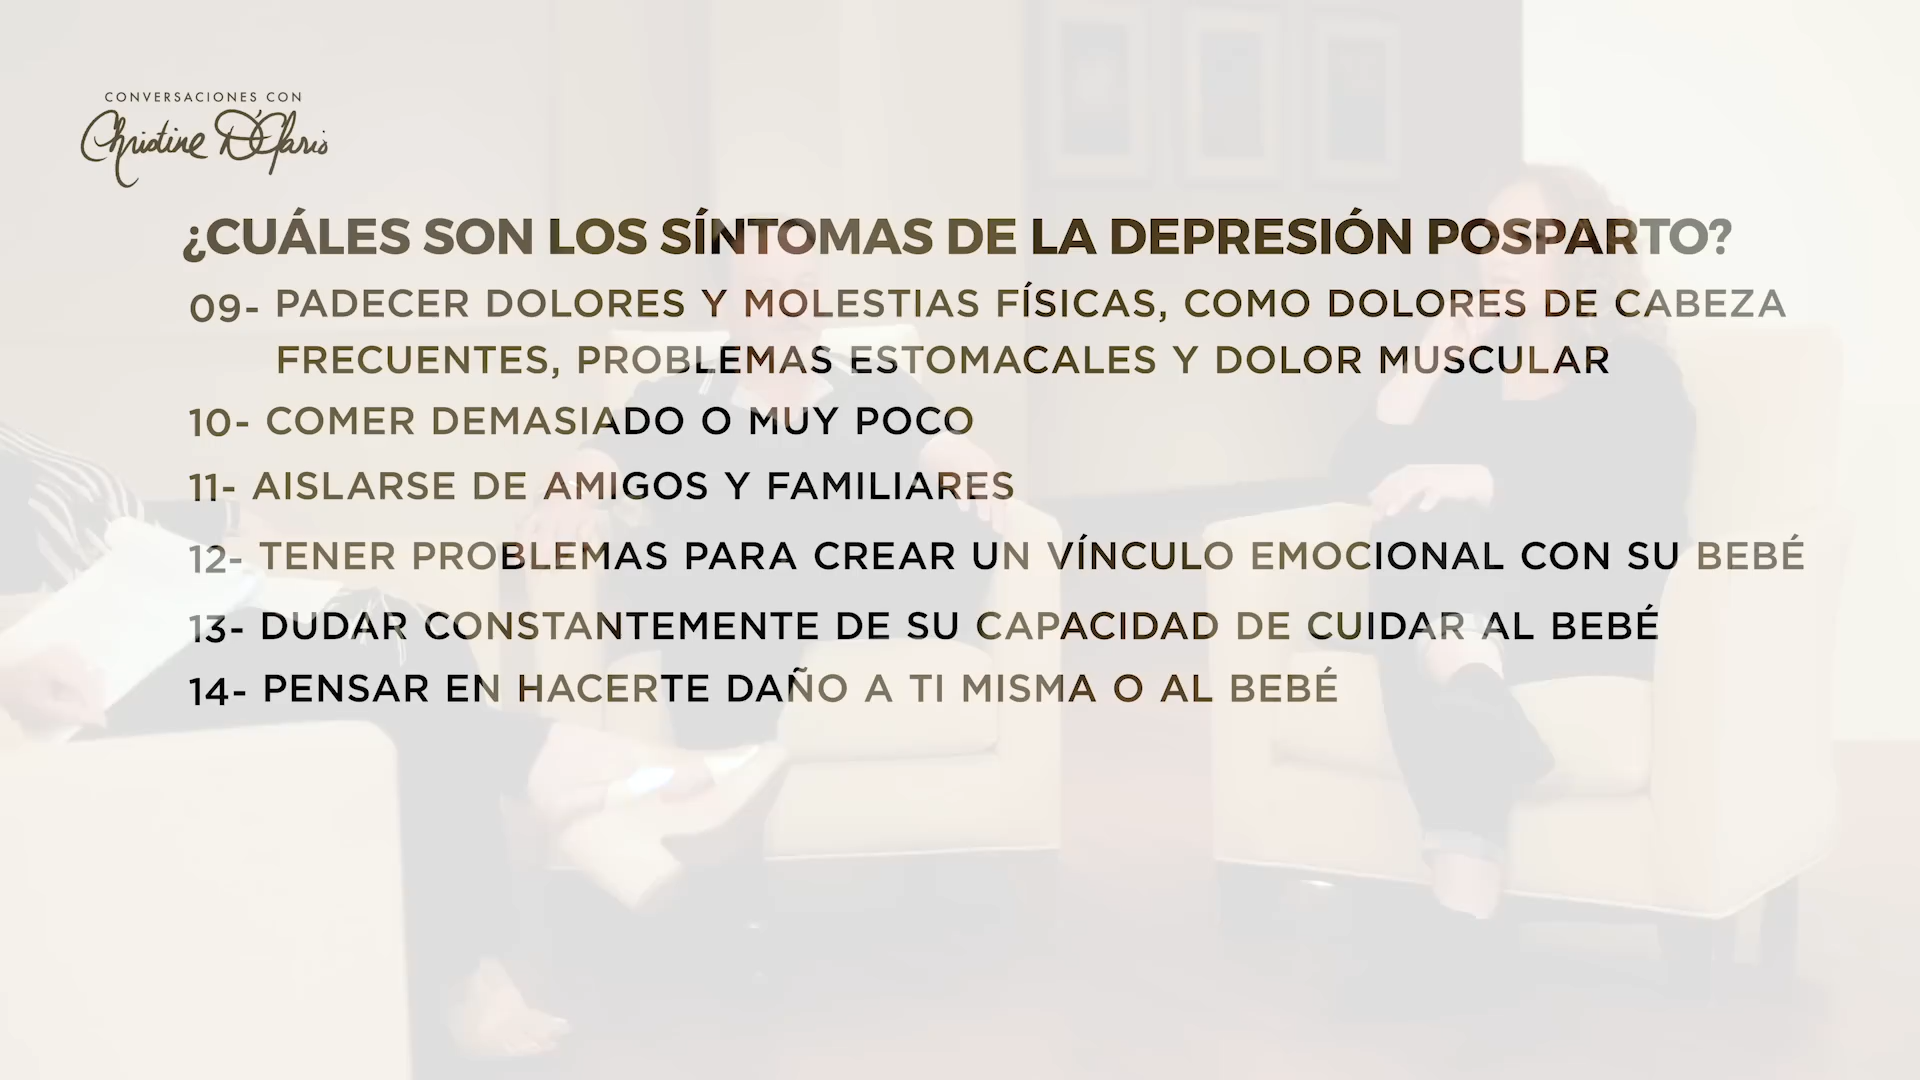 CONVERSACIONES CON
Christine D'Clario
¿CUÁLES SON LOS SÍNTOMAS DE LA DEPRESIÓN POSPARTO?
09- PADECER DOLORES Y MOLESTIAS FÍSICAS, COMO DOLORES DE CABEZA
FRECUENTES, PROBLEMAS ESTOMACALES Y DOLOR MUSCULAR
10- COMER DEMASIADO O MUY POCO
11- AISLARSE DE AMIGOS Y FAMILIARES
12- TENER PROBLEMAS PARA CREAR UN VÍNCULO EMOCIONAL CON SU BEBÉ
13- DUDAR CONSTANTEMENTE DE SU CAPACIDAD DE CUIDAR AL BEBÉ
14- PENSAR EN HACERTE DAÑO A TI MISMA O AL BEBÉ